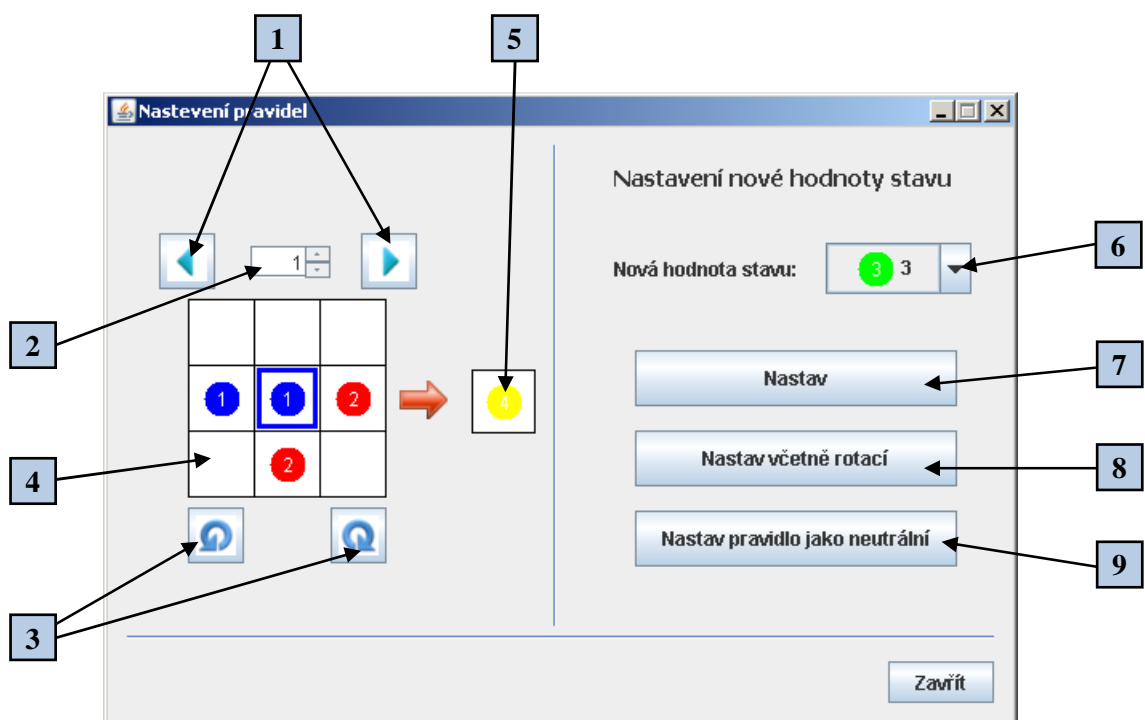 1
5
Nastevení pravidel
Nastavení nové hodnoty stavu
6
1
Nová hodnota stavu:
3 3
2
7
Nastav
1
1
2
4
8
Nastav včetně rotací
4
2
9
Nastav pravidlo jako neutrální
3
Zavřít